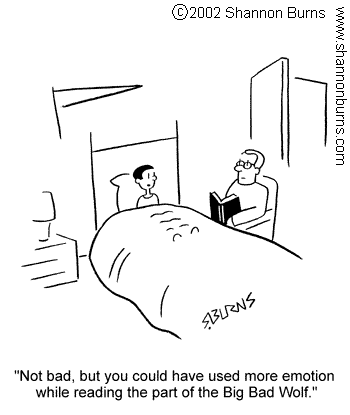 ©2002 Shannon Burns
www.shannonburns.com
S.BURNS
"Not bad, but you could have used more emotion
while reading the part of the Big Bad Wolf."